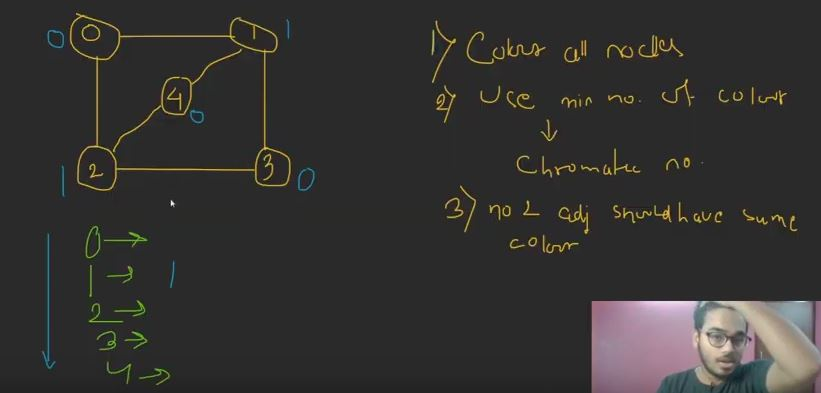 0 0 1 1
4
0
1 2 3 0
0 →
1 → 1
2 →
3 →
4 →
1) Colour all nodes
2) Use min no. of colour
↓
Chromatic no.
3) no 2 adj should have same
colour